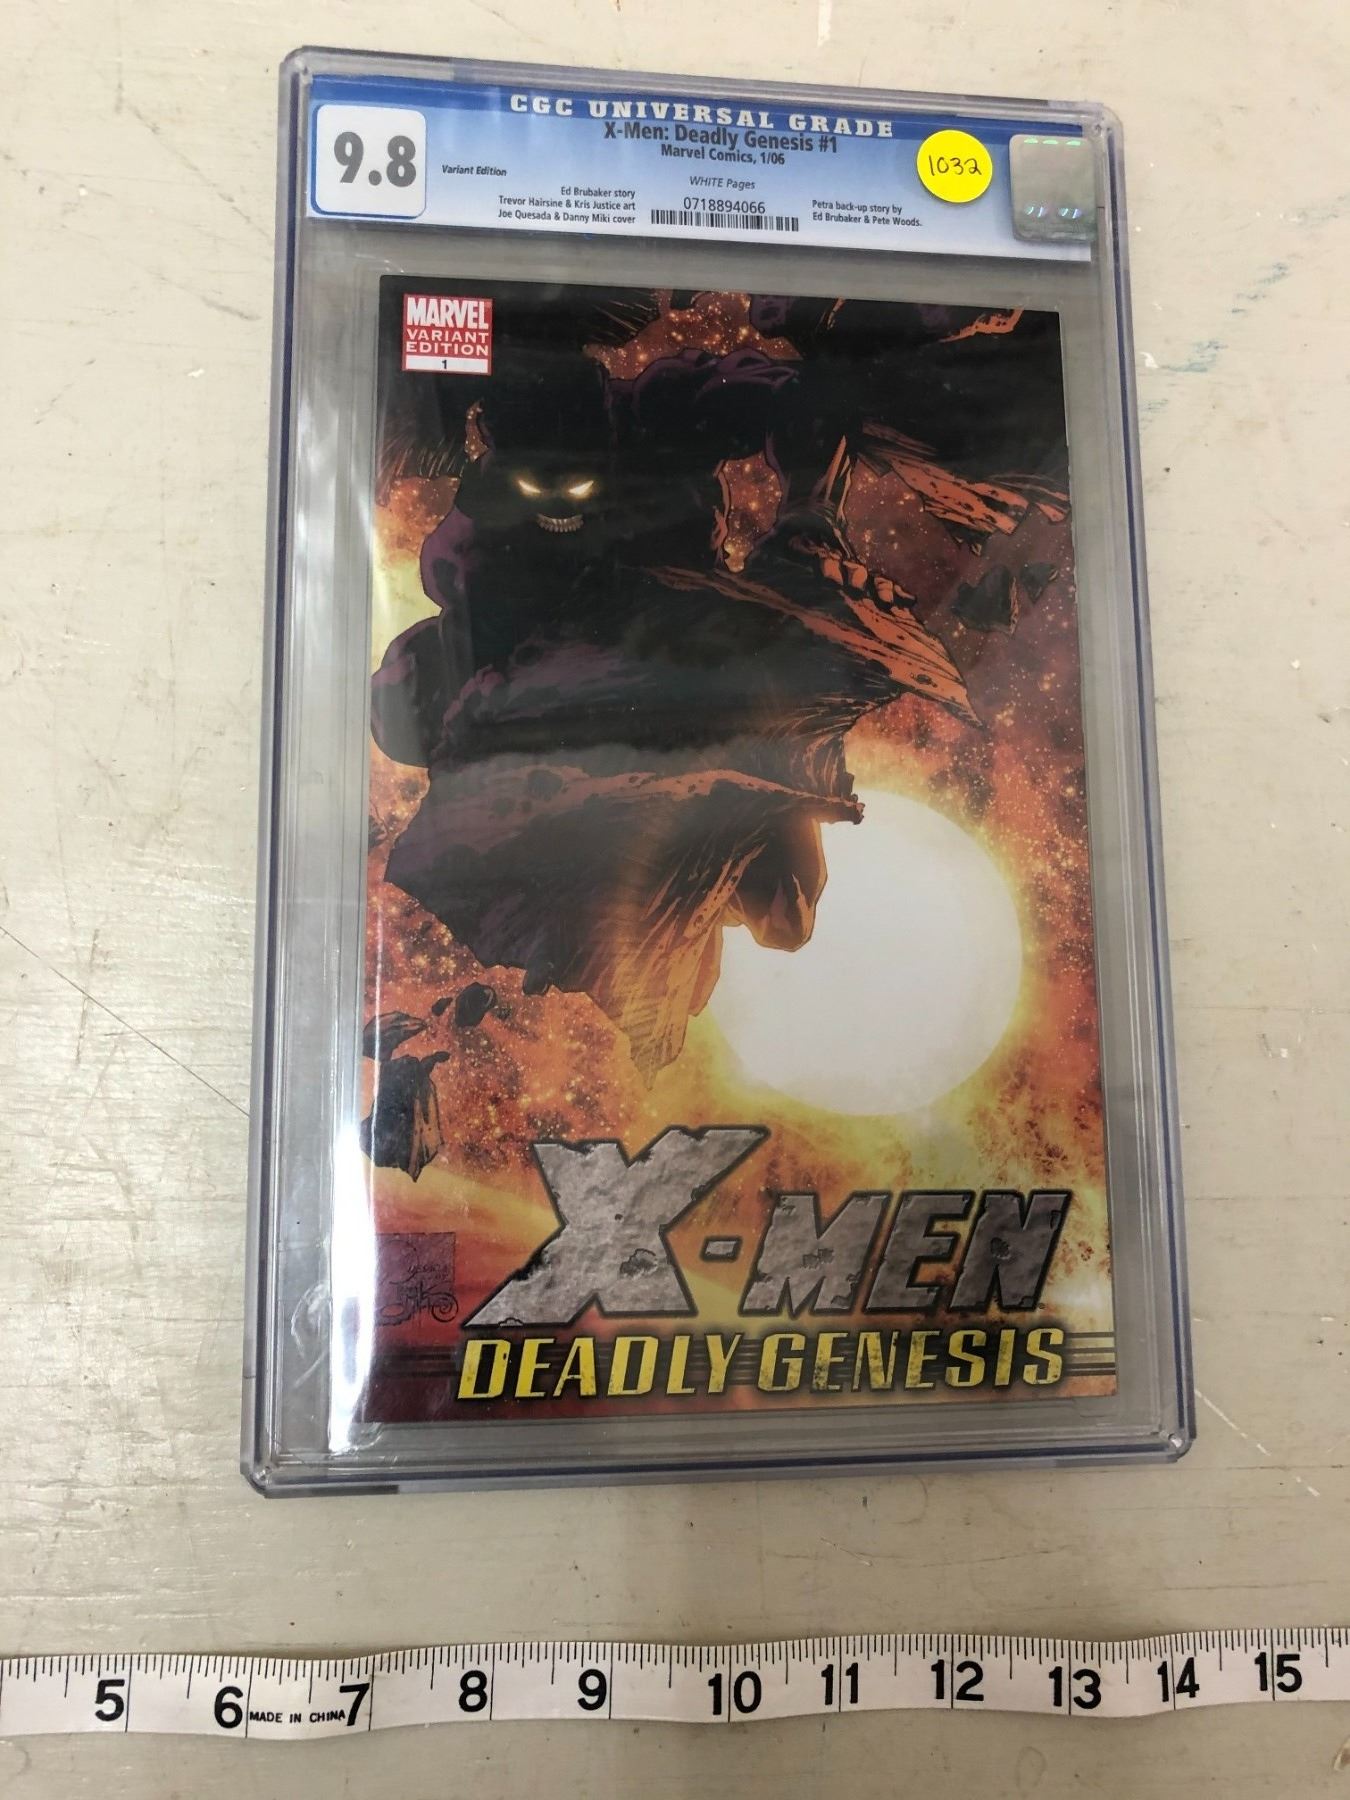 CGC UNIVERSAL GRADE
9.8
X-Men: Deadly Genesis #1
Marvel Comics, 1/06
1032
Variant Edition
WHITE Pages
Ed Brubaker story
Trevor Hairsine & Kris Justice art
Joe Quesada & Danny Miki cover
0718894066
Petra back-up story by
Ed Brubaker & Pete Woods.
MARVEL
VARIANT
EDITION
1
X-MEN
DEADLY GENESIS
5 6 MADE IN CHINA 7 8 9 10 11 12 13 14 15